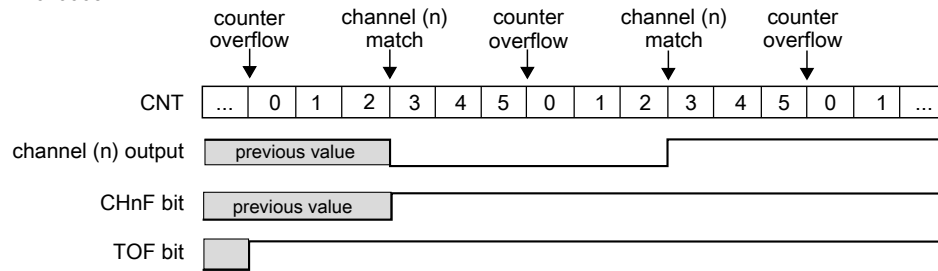 counter overflow
channel (n) match
counter overflow
channel (n) match
counter overflow
CNT ... 0 1 2 3 4 5 0 1 2 3 4 5 0 1 ...
channel (n) output previous value
CHnF bit previous value
TOF bit